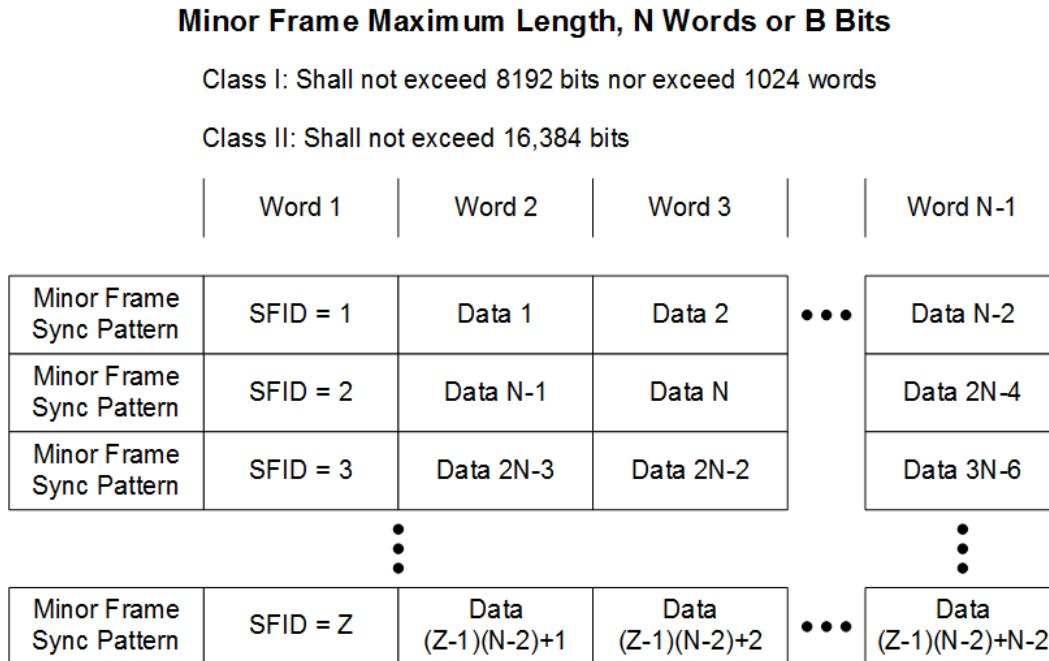 Minor Frame Maximum Length, N Words or B Bits
Class I: Shall not exceed 8192 bits nor exceed 1024 words
Class II: Shall not exceed 16,384 bits
Word 1 Word 2 Word 3 Word N-1
Minor Frame
Sync Pattern
SFID = 1
Data 1
Data 2
Data N-2
Minor Frame
Sync Pattern
SFID = 2
Data N-1
Data N
Data 2N-4
Minor Frame
Sync Pattern
SFID = 3
Data 2N-3
Data 2N-2
Data 3N-6
Minor Frame
Sync Pattern
SFID = Z
Data
(Z-1)(N-2)+1
Data
(Z-1)(N-2)+2
Data
(Z-1)(N-2)+N-2